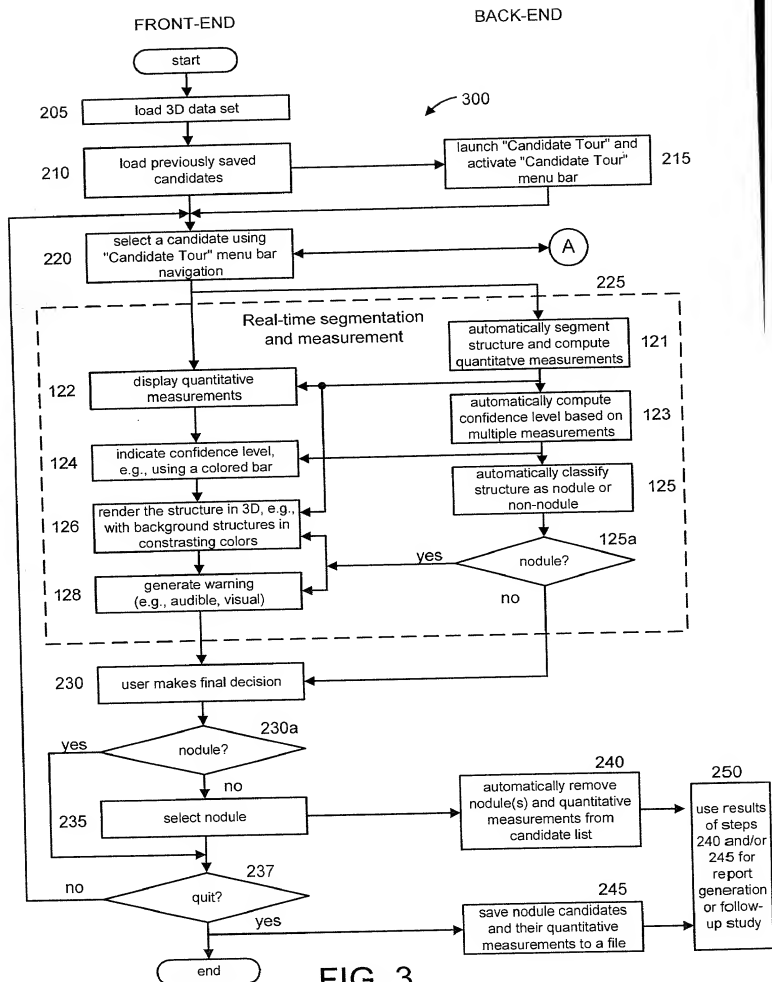 FRONT-END
BACK-END
start
205
load 3D data set
300
210
load previously saved
candidates
launch "Candidate Tour" and
activate "Candidate Tour"
menu bar
215
220
select a candidate using
"Candidate Tour" menu bar
navigation
A
225
Real-time segmentation
and measurement
automatically segment
structure and compute
quantitatve measurements
121
122
display quantitative
measurements
automatically compute
confidence level based on
multiple measurements
123
124
indicate confidence level,
e.g., using a colored bar
automatically classify
structure as nodule or
non-nodule
125
126
render the structure in 3D, e.g.,
with background structures in
constrasting colors
125a
yes
nodule?
no
128
generate warning
(e.g., audible, visual)
230
user makes final decision
230a
yes
nodule?
no
235
select nodule
240
automatically remove
nodule(s) and quantitative
measurements from
candidate list
250
use results
of steps
240 and/or
245 for
report
generation
or follow-
up study
237
no
quit?
yes
245
save nodule candidates
and their quantitative
measurements to a file
end
FIG. 3